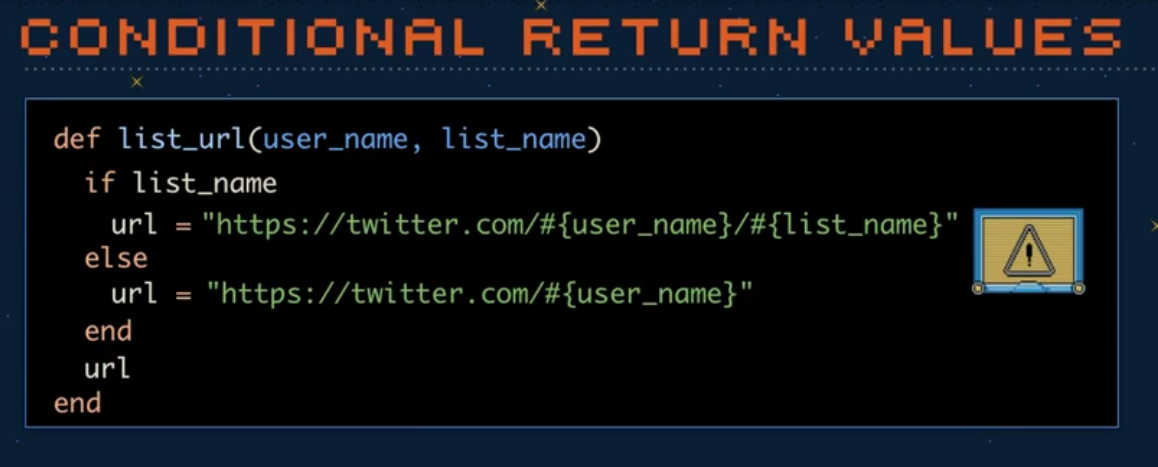 CONDITIONAL RETURN VALUES
def list_url(user_name, list_name)
if list_name
url = "https://twitter.com/#{user_name}/#{list_name}"
else
url = "https://twitter.com/#{user_name}"
end
url
end